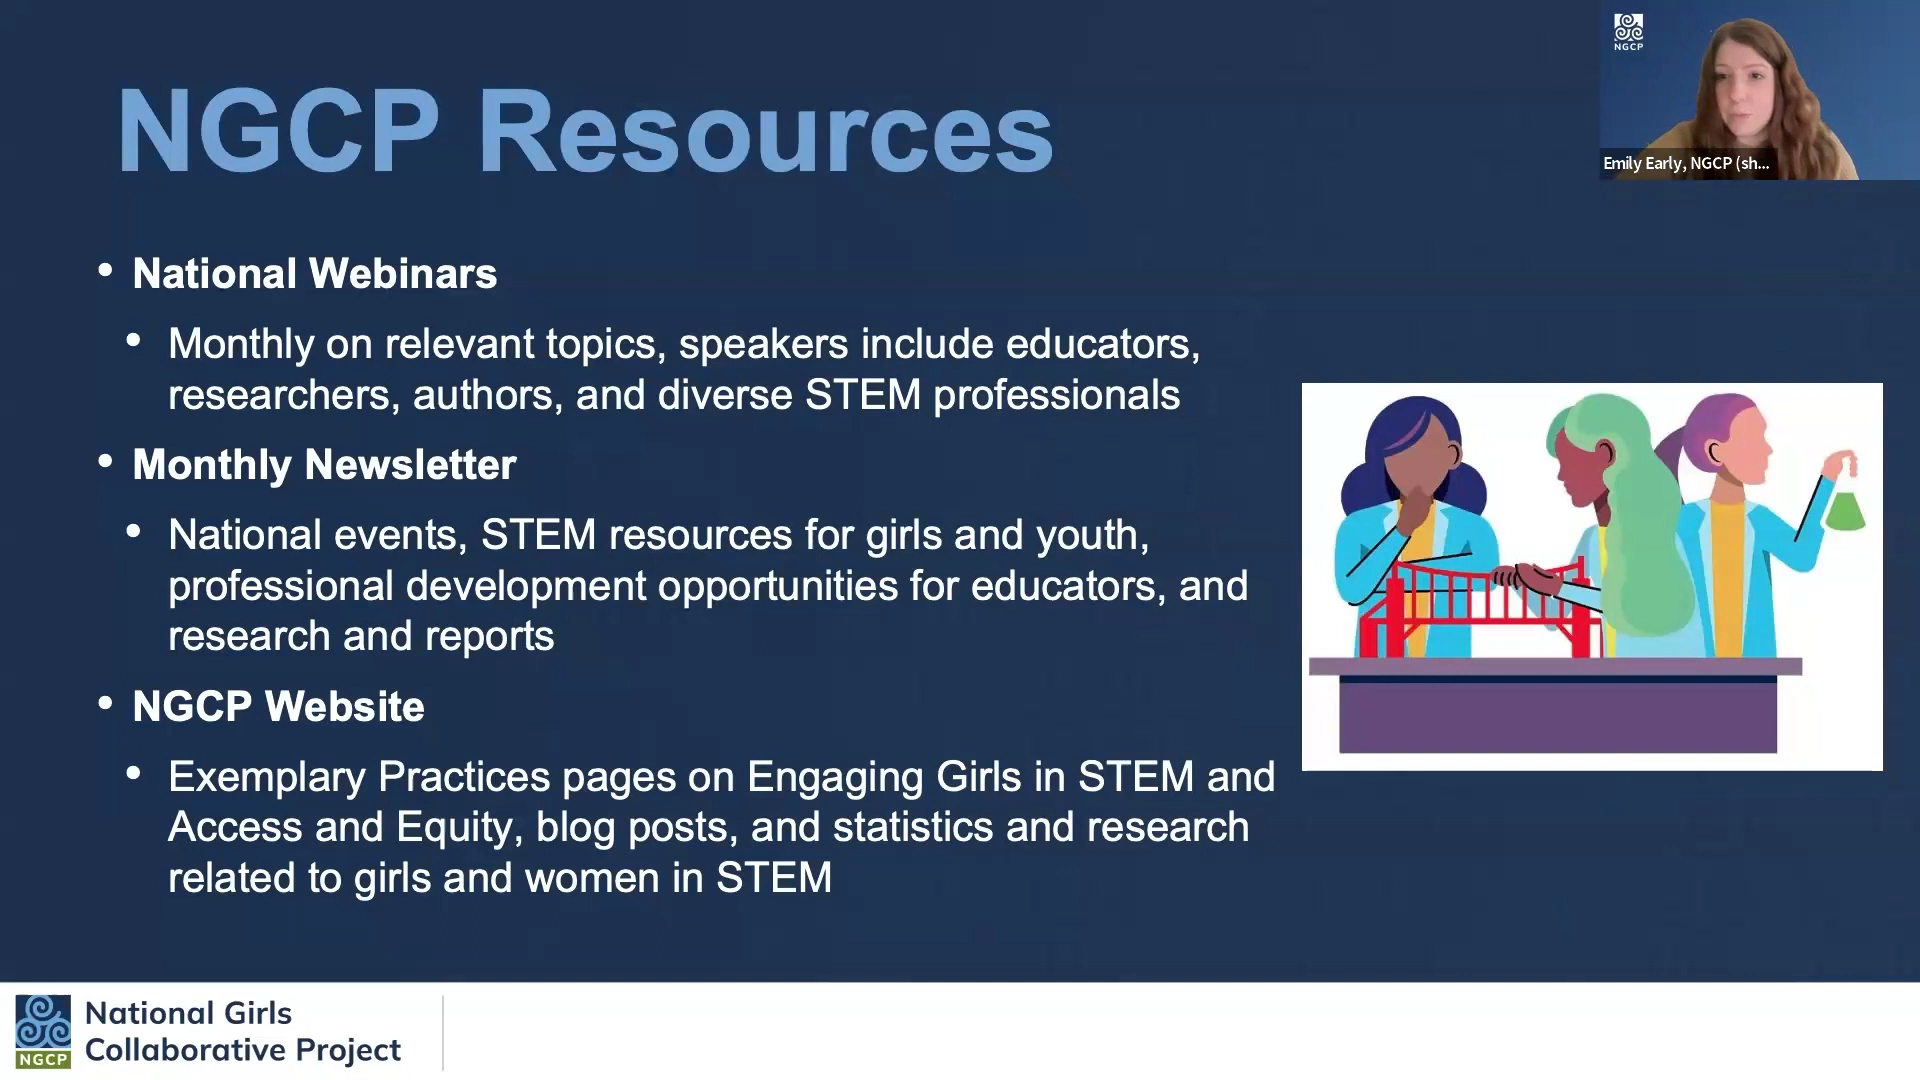 NGCP Resources
NGCP
Emily Early, NGCP (sh...
• National Webinars
• Monthly on relevant topics, speakers include educators,
researchers, authors, and diverse STEM professionals
• Monthly Newsletter
• National events, STEM resources for girls and youth,
professional development opportunities for educators, and
research and reports
• NGCP Website
• Exemplary Practices pages on Engaging Girls in STEM and
Access and Equity, blog posts, and statistics and research
related to girls and women in STEM
NGCP
National Girls
Collaborative Project